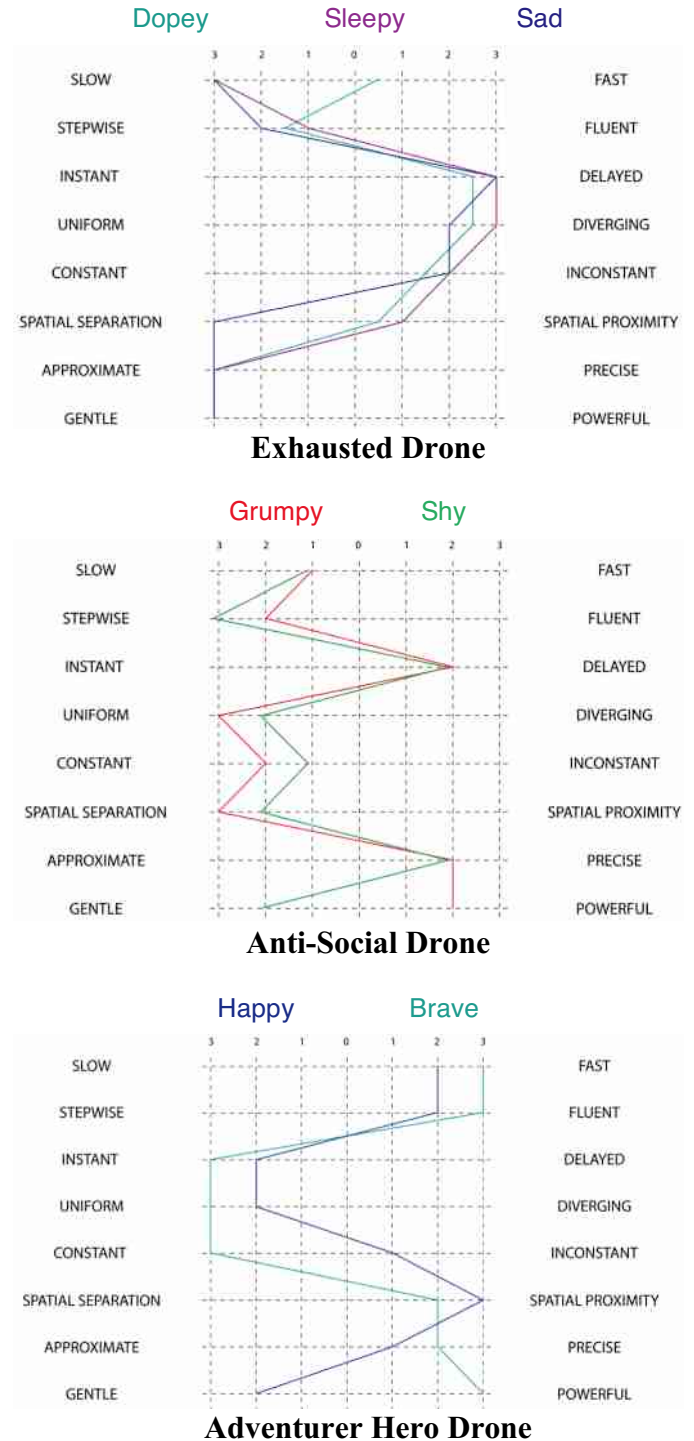 Dopey Sleepy Sad
3 2 1 0 1 2 3
SLOW FAST
STEPWISE FLUENT
INSTANT DELAYED
UNIFORM DIVERGING
CONSTANT INCONSTANT
SPATIAL SEPARATION SPATIAL PROXIMITY
APPROXIMATE PRECISE
GENTLE POWERFUL
Exhausted Drone
Grumpy Shy
3 2 1 0 1 2 3
SLOW FAST
STEPWISE FLUENT
INSTANT DELAYED
UNIFORM DIVERGING
CONSTANT INCONSTANT
SPATIAL SEPARATION SPATIAL PROXIMITY
APPROXIMATE PRECISE
GENTLE POWERFUL
Anti-Social Drone
Happy Brave
3 2 1 0 1 2 3
SLOW FAST
STEPWISE FLUENT
INSTANT DELAYED
UNIFORM DIVERGING
CONSTANT INCONSTANT
SPATIAL SEPARATION SPATIAL PROXIMITY
APPROXIMATE PRECISE
GENTLE POWERFUL
Adventurer Hero Drone